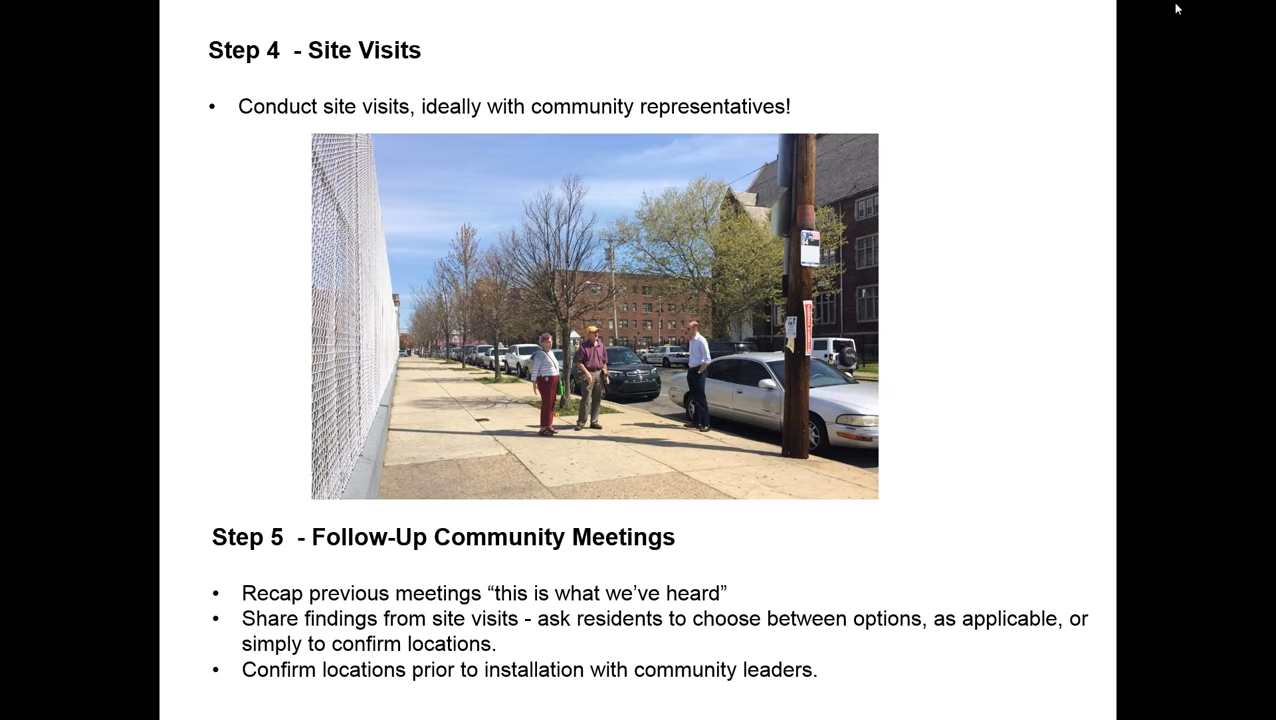 Step 4  - Site Visits
• Conduct site visits, ideally with community representatives!
Step 5  - Follow-Up Community Meetings
• Recap previous meetings “this is what we’ve heard”
• Share findings from site visits - ask residents to choose between options, as applicable, or
simply to confirm locations.
• Confirm locations prior to installation with community leaders.